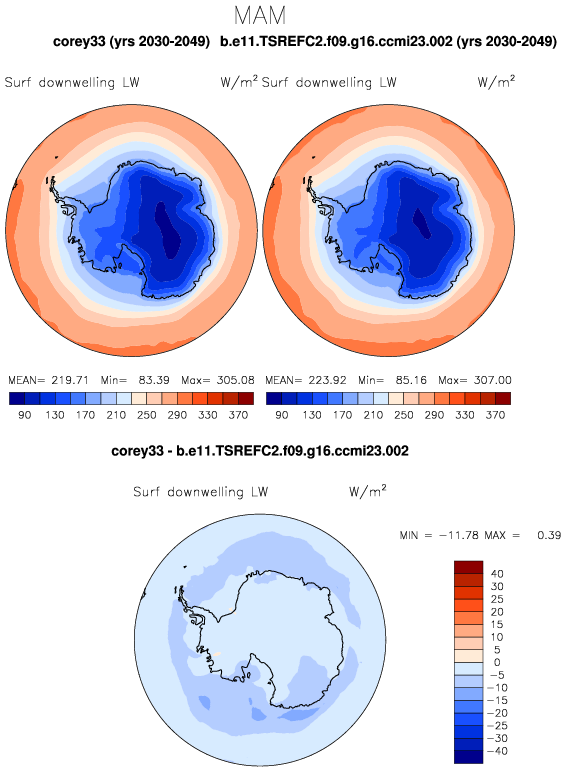 MAM
corey33 (yrs 2030-2049) b.e11.TSREFC2.f09.g16.ccmi23.002 (yrs 2030-2049)
Surf downwelling LW W/m² Surf downwelling LW W/m²
MEAN= 219.71 Min= 83.39 Max= 305.08 MEAN= 223.92 Min= 85.16 Max= 307.00
90 130 170 210 250 290 330 370 90 130 170 210 250 290 330 370
corey33 - b.e11.TSREFC2.f09.g16.ccmi23.002
Surf downwelling LW W/m²
MIN = -11.78 MAX = 0.39
40
30
20
15
10
5
0
-5
-10
-15
-20
-25
-30
-40